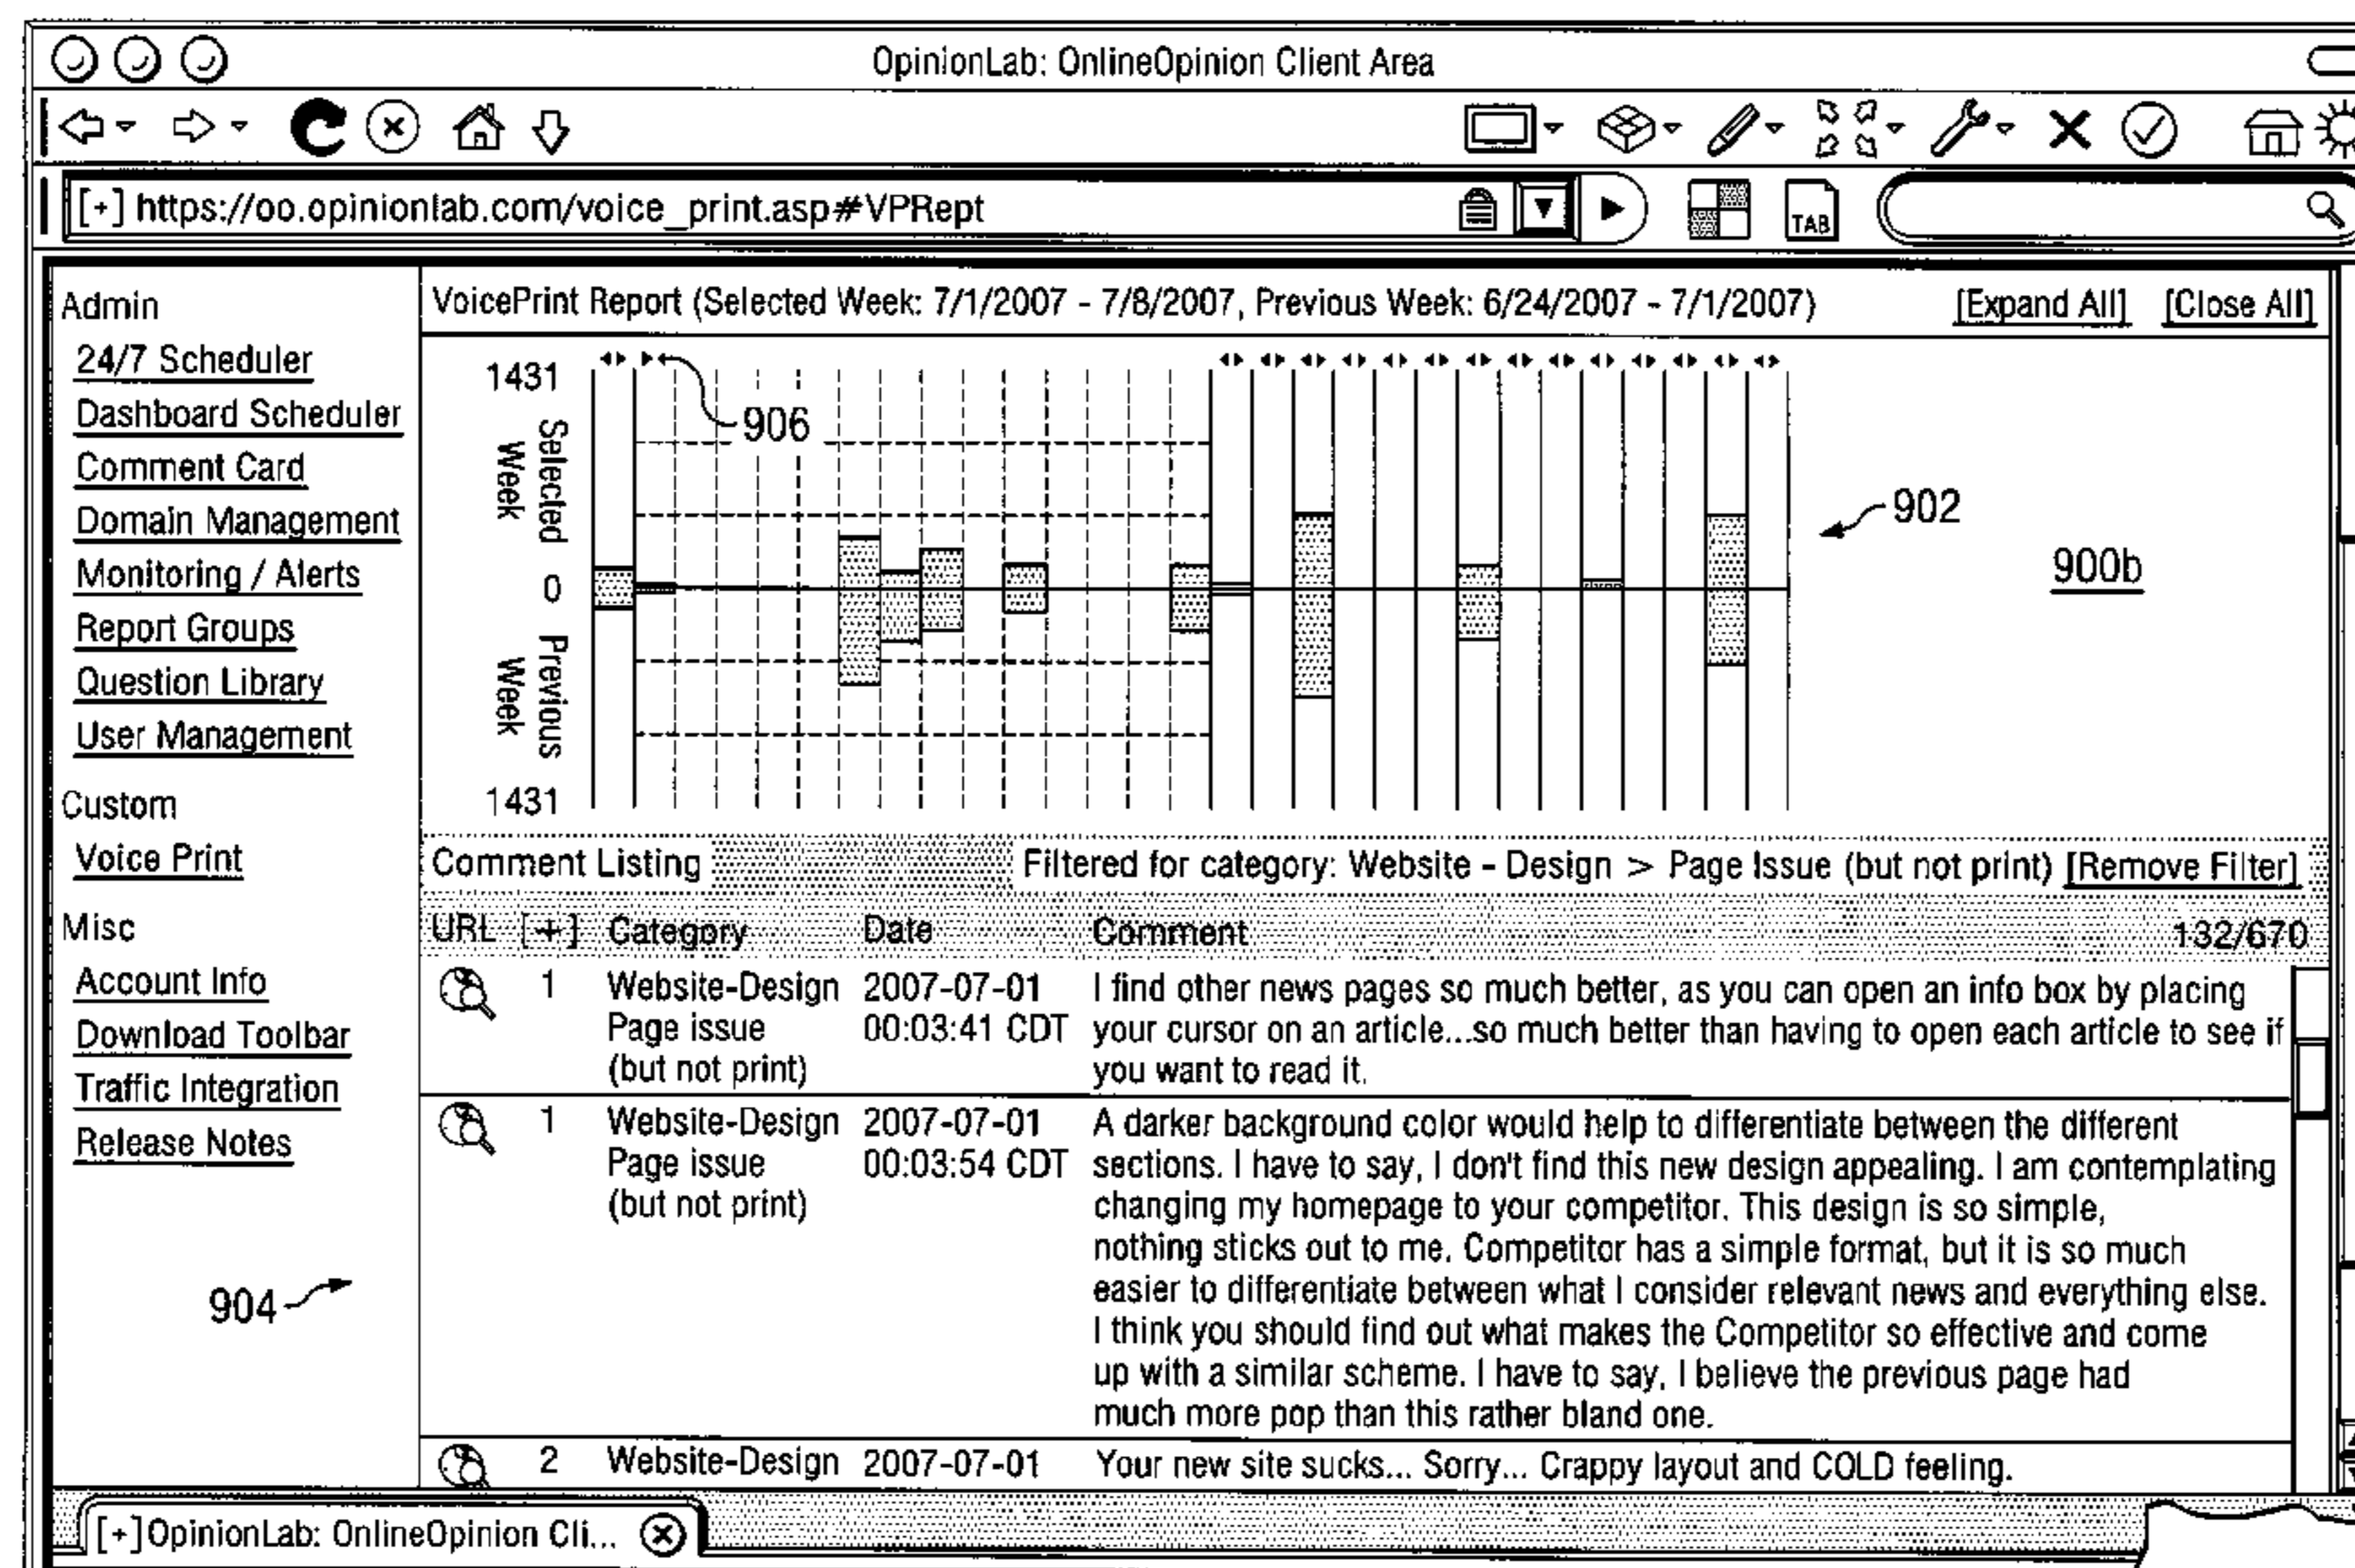 OpinionLab: OnlineOpinion Client Area
[+] https://oo.opinionlab.com/voice_print.asp#VPRept
TAB
Admin
24/7 Scheduler
Dashboard Scheduler
Comment Card
Domain Management
Monitoring / Alerts
Report Groups
Question Library
User Management
Custom
Voice Print
Misc
Account Info
Download Toolbar
Traffic Integration
Release Notes
904
VoicePrint Report (Selected Week: 7/1/2007 - 7/8/2007, Previous Week: 6/24/2007 - 7/1/2007) [Expand All] [Close All]
1431
906
Selected
Week
902
900b
0
Previous
Week
1431
Comment Listing Filtered for category: Website - Design > Page Issue (but not print) [Remove Filter]
URL [+] Category Date Comment 132/670
1 Website-Design 2007-07-01 I find other news pages so much better, as you can open an info box by placing
Page issue 00:03:41 CDT your cursor on an article...so much better than having to open each article to see if
(but not print) you want to read it.
1 Website-Design 2007-07-01 A darker background color would help to differentiate between the different
Page issue 00:03:54 CDT sections. I have to say, I don't find this new design appealing. I am contemplating
(but not print) changing my homepage to your competitor. This design is so simple,
nothing sticks out to me. Competitor has a simple format, but it is so much
easier to differentiate between what I consider relevant news and everything else.
I think you should find out what makes the Competitor so effective and come
up with a similar scheme. I have to say, I believe the previous page had
much more pop than this rather bland one.
2 Website-Design 2007-07-01 Your new site sucks... Sorry... Crappy layout and COLD feeling.
[+]OpinionLab: OnlineOpinion Cli...